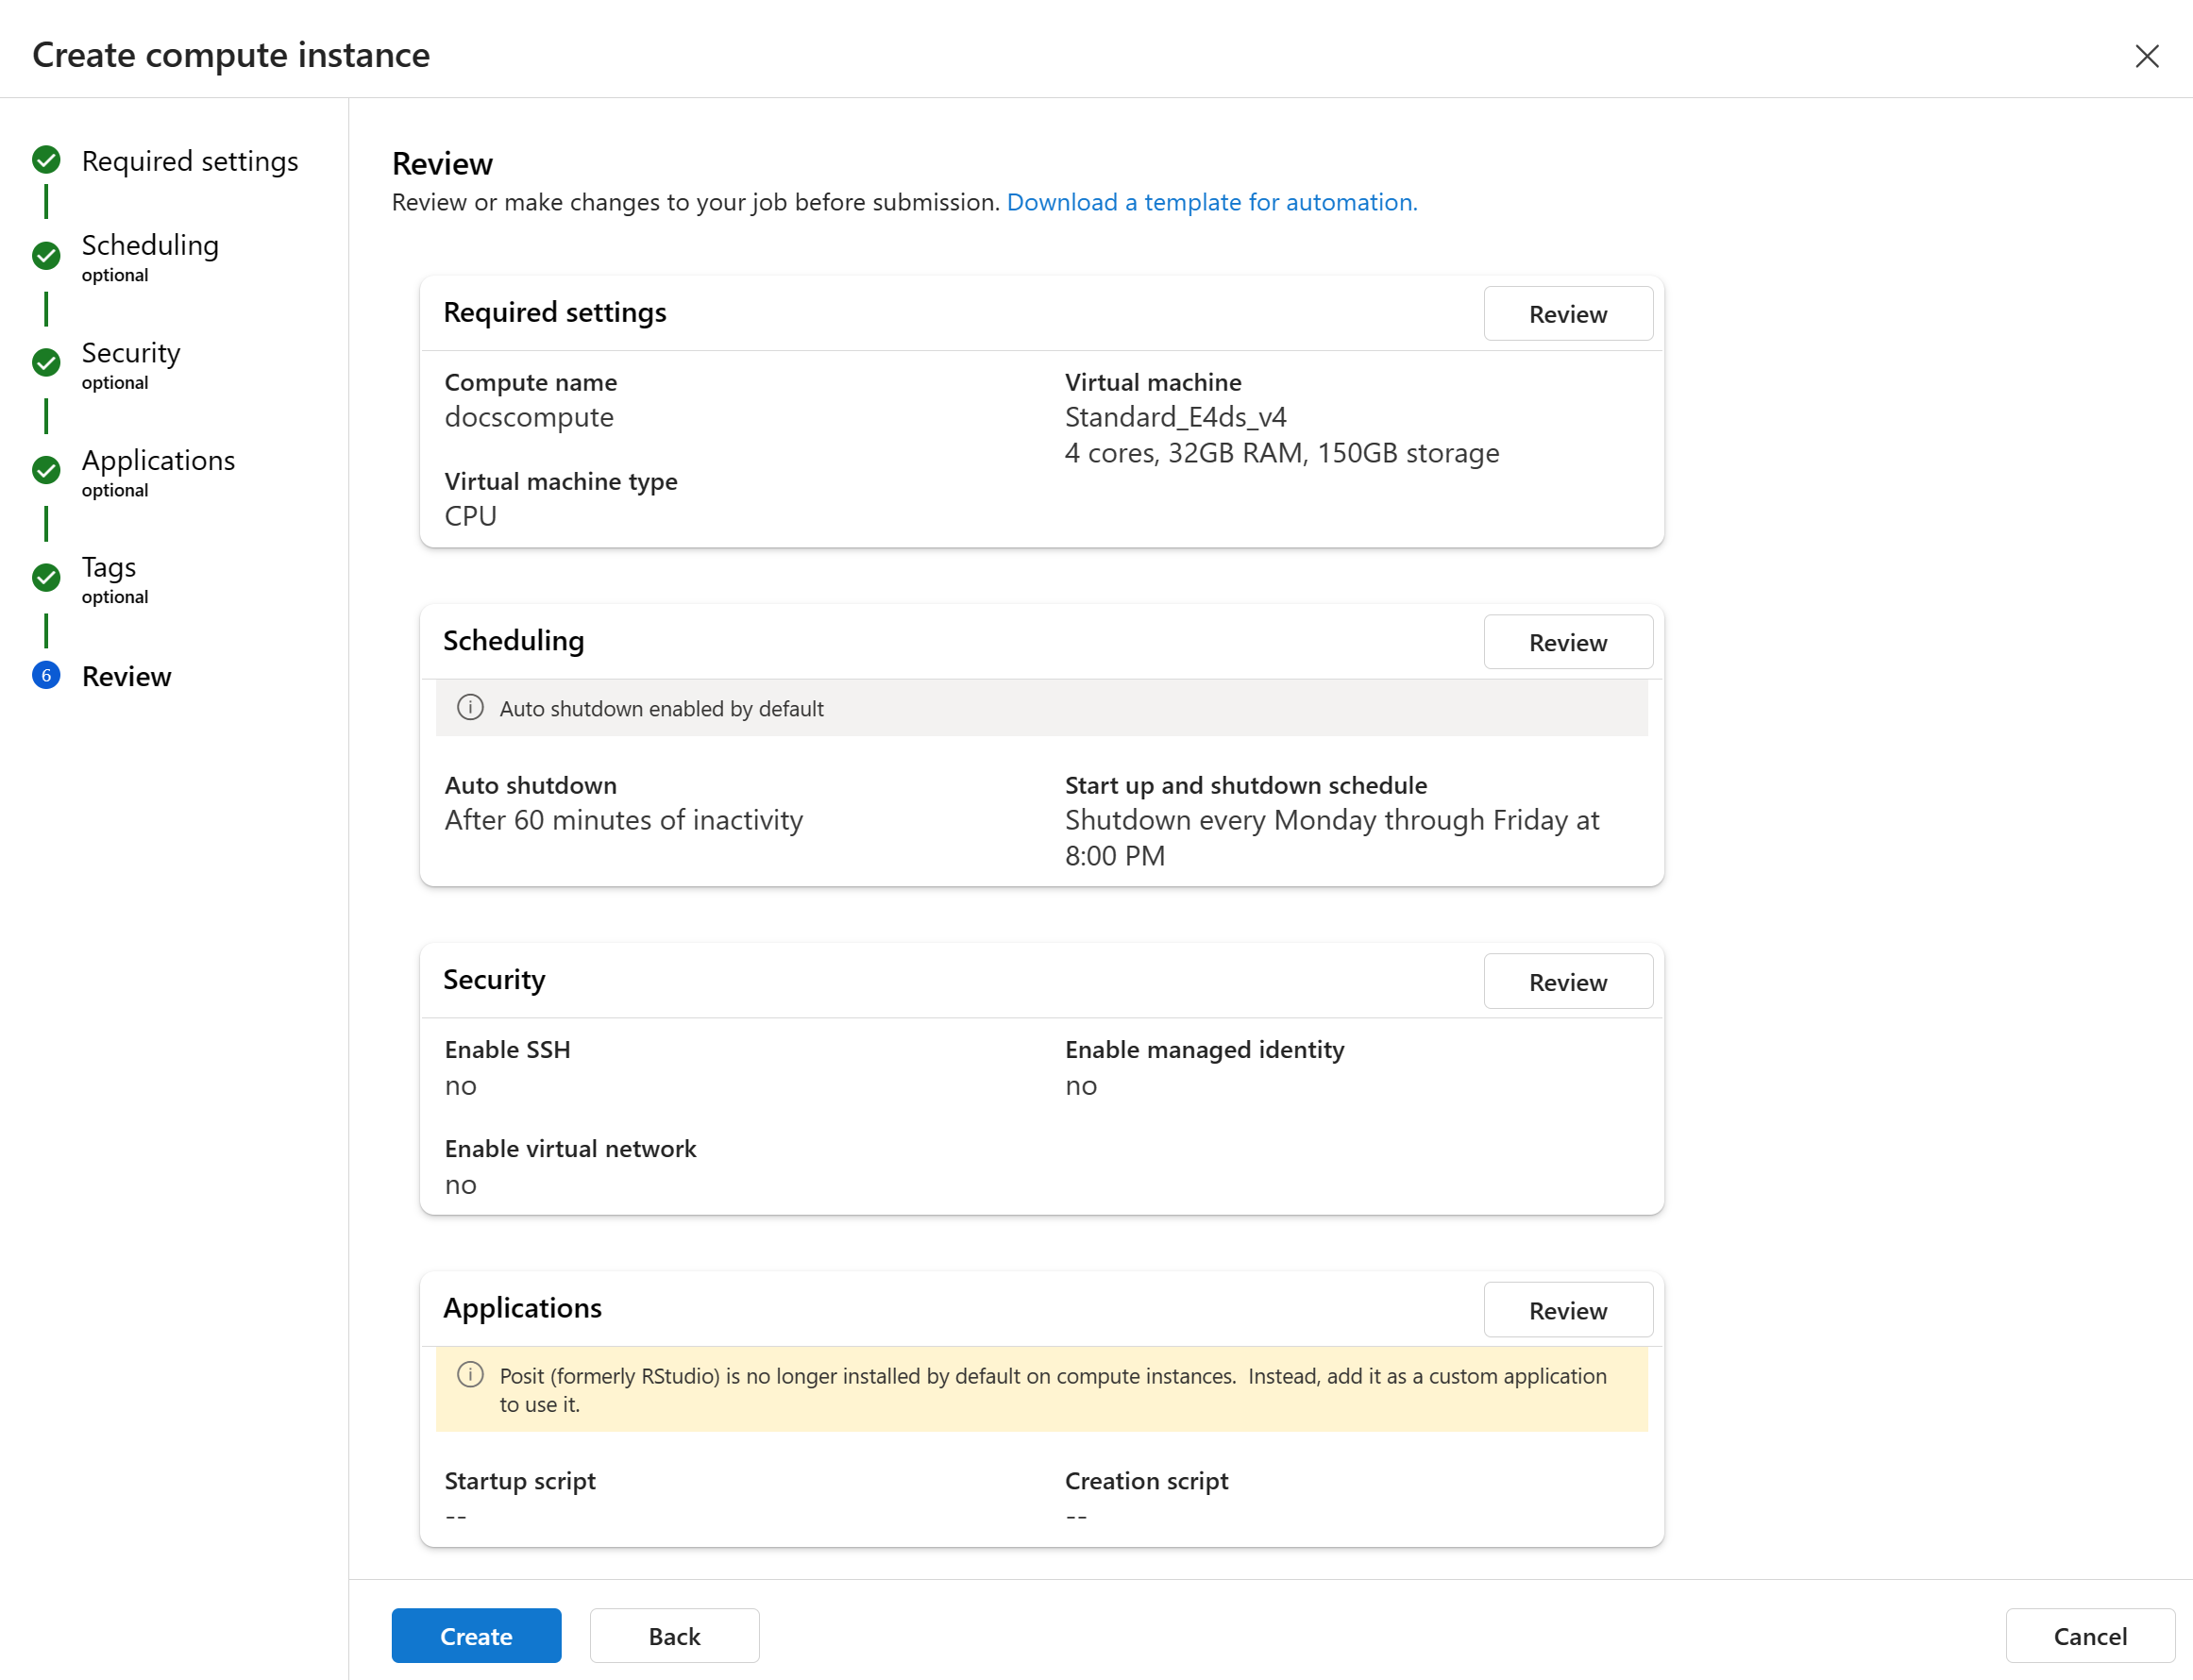 Create compute instance
Required settings
Scheduling
optional
Security
optional
Applications
optional
Tags
optional
6
Review
Review
Review or make changes to your job before submission. Download a template for automation.
Required settings
Review
Compute name
docscompute
Virtual machine
Standard_E4ds_v4
4 cores, 32GB RAM, 150GB storage
Virtual machine type
CPU
Scheduling
Review
Auto shutdown enabled by default
Auto shutdown
After 60 minutes of inactivity
Start up and shutdown schedule
Shutdown every Monday through Friday at
8:00 PM
Security
Review
Enable SSH
no
Enable managed identity
no
Enable virtual network
no
Applications
Review
Posit (formerly RStudio) is no longer installed by default on compute instances.  Instead, add it as a custom application
to use it.
Startup script
--
Creation script
--
Create
Back
Cancel